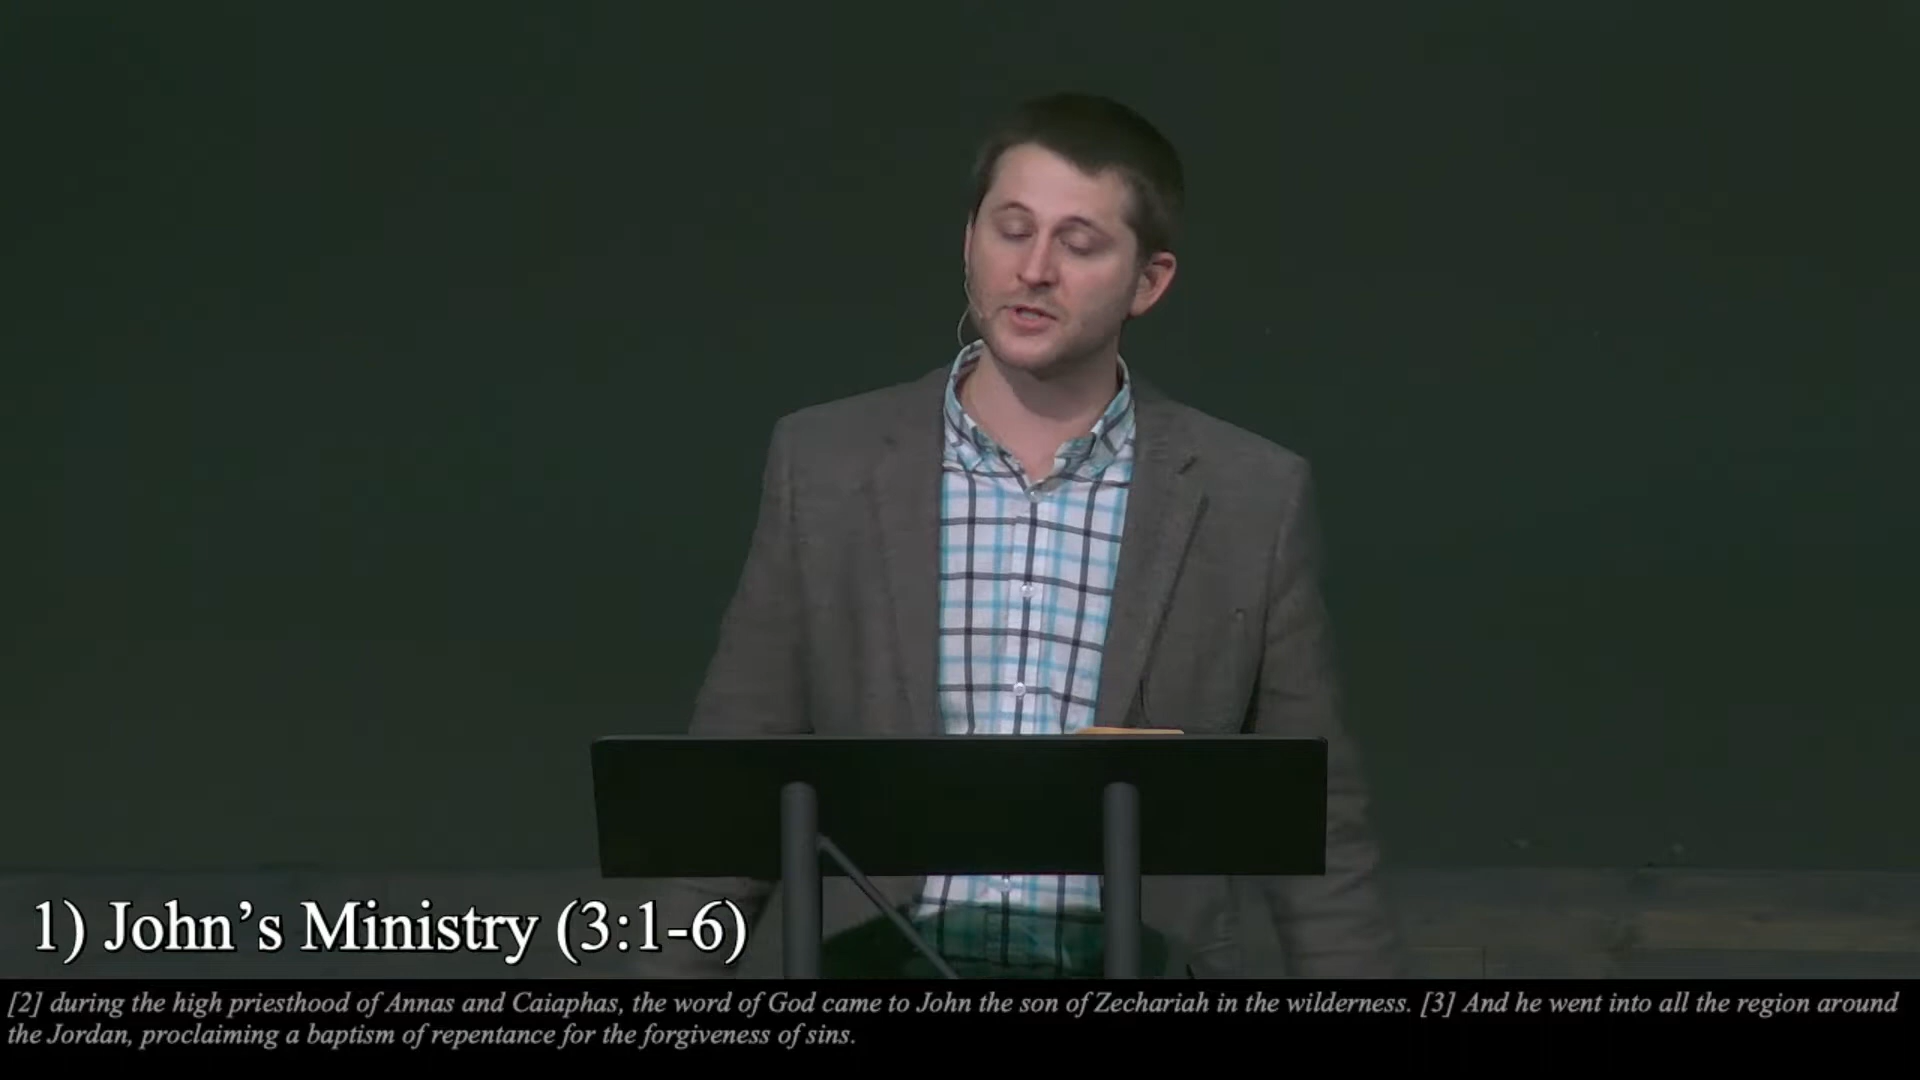 1) John’s Ministry (3:1-6)
[2] during the high priesthood of Annas and Caiaphas, the word of God came to John the son of Zechariah in the wilderness. [3] And he went into all the region around
the Jordan, proclaiming a baptism of repentance for the forgiveness of sins.